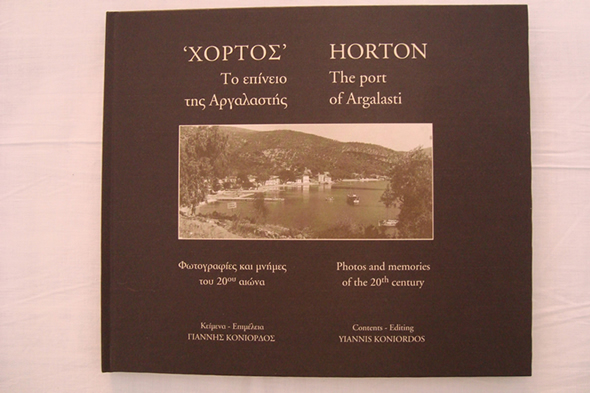 ‘ΧΟΡΤΟΣ’
Το επίνειο
της Αργαλαστής
HORTON
The port
of Argalasti
Φωτογραφίες και μνήμες
του 20ου αιώνα
Photos and memories
of the 20th century
Κείμενα - Επιμέλεια
ΓΙΑΝΝΗΣ ΚΟΝΙΟΡΔΟΣ
Contents - Editing
YIANNIS KONIORDOS